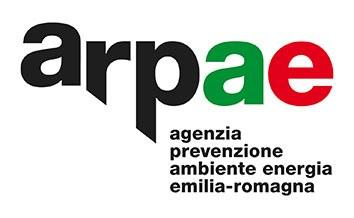 arpae
agenzia
prevenzione
ambiente energia
emilia-romagna